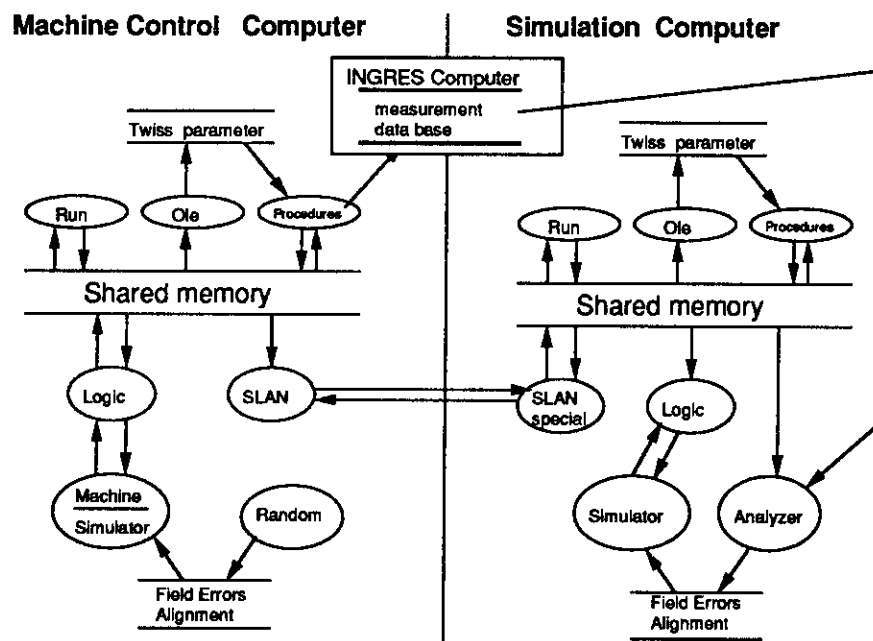 Machine Control Computer
Simulation Computer
INGRES Computer
measurement
data base
Twiss parameter
Twiss parameter
Run
Ole
Procedures
Run
Ole
Procedures
Shared memory
Shared memory
Logic
SLAN
SLAN
special
Logic
Machine
Simulator
Random
Simulator
Analyzer
Field Errors
Alignment
Field Errors
Alignment